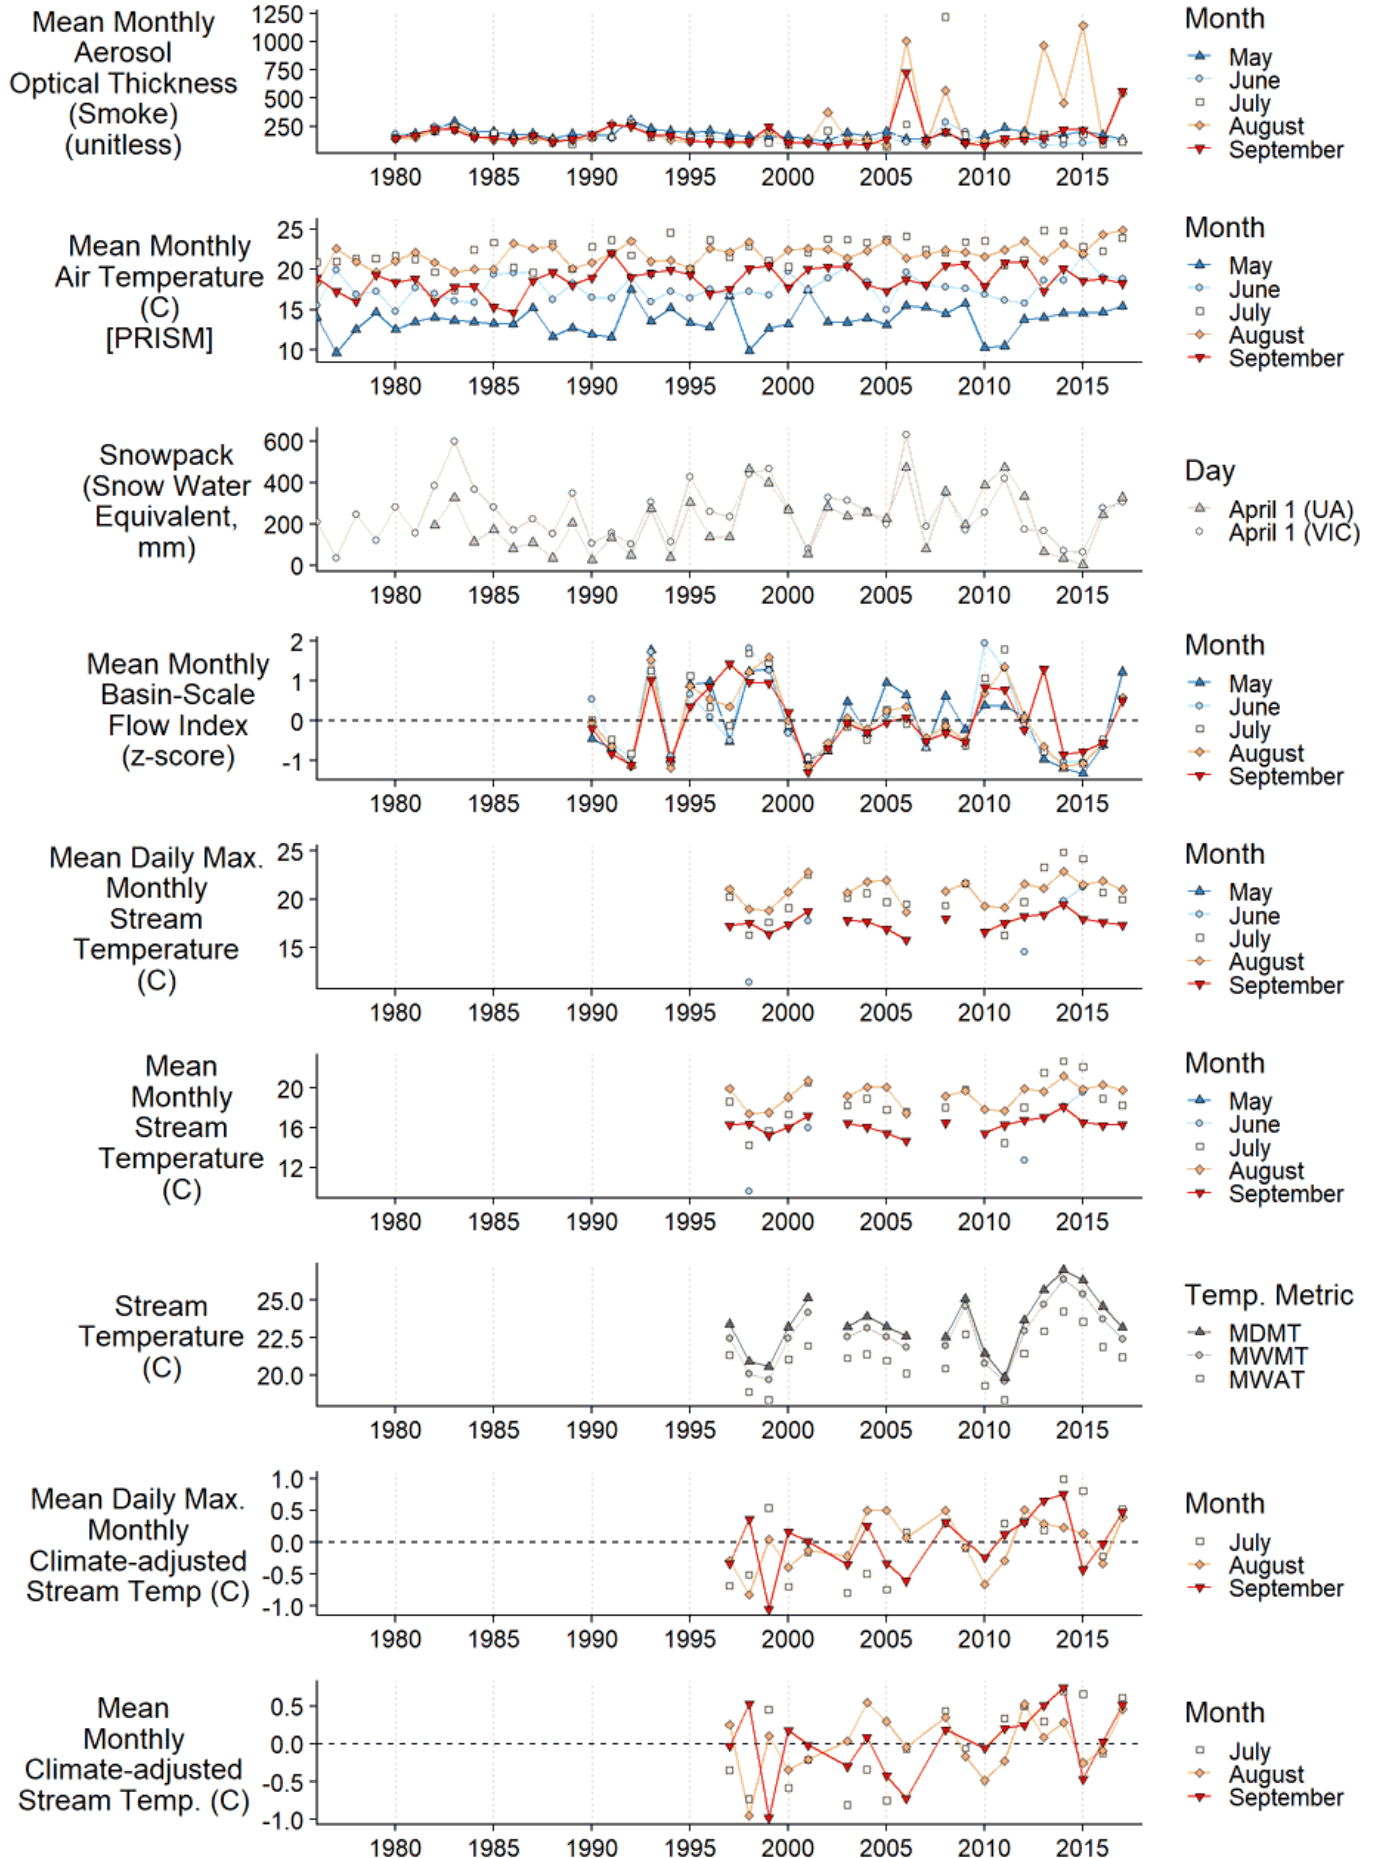 Mean Monthly
Aerosol
Optical Thickness
(Smoke)
(unitless)
1250
1000
750
500
250
1980 1985 1990 1995 2000 2005 2010 2015
Month
May
June
July
August
September
Mean Monthly
Air Temperature
(C)
[PRISM]
25
20
15
10
1980 1985 1990 1995 2000 2005 2010 2015
Month
May
June
July
August
September
Snowpack
(Snow Water
Equivalent,
mm)
600
400
200
0
1980 1985 1990 1995 2000 2005 2010 2015
Day
April 1 (UA)
April 1 (VIC)
Mean Monthly
Basin-Scale
Flow Index
(z-score)
2
1
0
-1
1980 1985 1990 1995 2000 2005 2010 2015
Month
May
June
July
August
September
Mean Daily Max.
Monthly
Stream
Temperature
(C)
25
20
15
1980 1985 1990 1995 2000 2005 2010 2015
Month
May
June
July
August
September
Mean
Monthly
Stream
Temperature
(C)
20
16
12
1980 1985 1990 1995 2000 2005 2010 2015
Month
May
June
July
August
September
Stream
Temperature
(C)
25.0
22.5
20.0
1980 1985 1990 1995 2000 2005 2010 2015
Temp. Metric
MDMT
MWMT
MWAT
Mean Daily Max.
Monthly
Climate-adjusted
Stream Temp (C)
1.0
0.5
0.0
-0.5
-1.0
1980 1985 1990 1995 2000 2005 2010 2015
Month
July
August
September
Mean
Monthly
Climate-adjusted
Stream Temp. (C)
0.5
0.0
-0.5
-1.0
1980 1985 1990 1995 2000 2005 2010 2015
Month
July
August
September